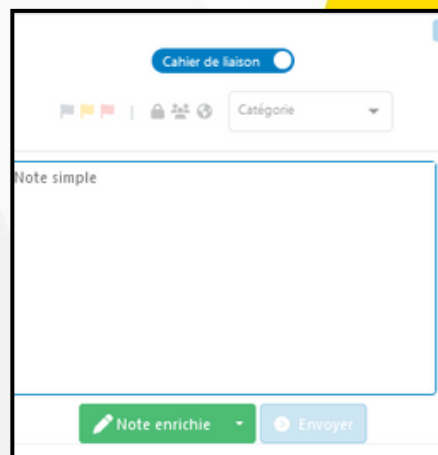 Cahier de liaison
Catégorie
Note simple
Note enrichie
Envoyer